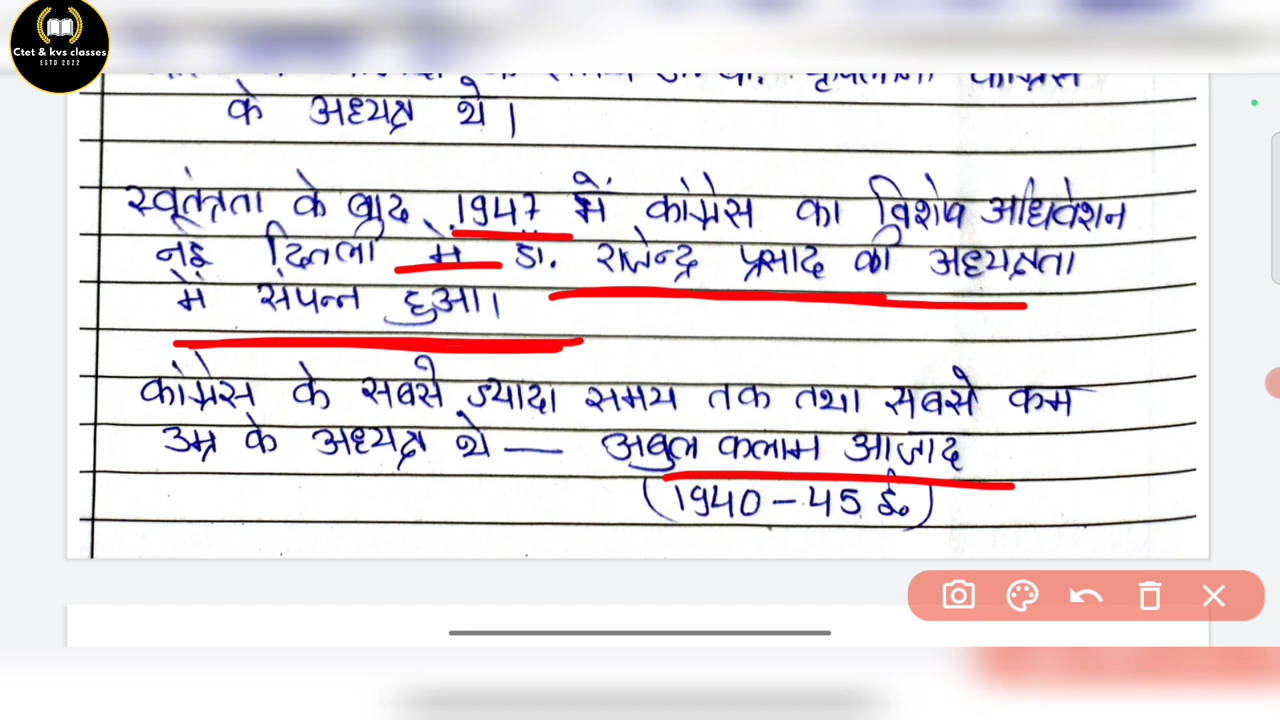 Ctet & kvs classes
ESTD 2022
के अध्यक्ष थे।
स्वतंत्रता के बाद 1947 में कांग्रेस का विशेष अधिवेशन
नई दिल्ली में डा. राजेन्द्र प्रसाद की अध्यक्षता
में संपन्न हुआ।
कांग्रेस के सबसे ज्यादा समय तक तथा सबसे कम
उम्र के अध्यक्ष थे — अबुल कलाम आजाद
(1940-45 ई०)